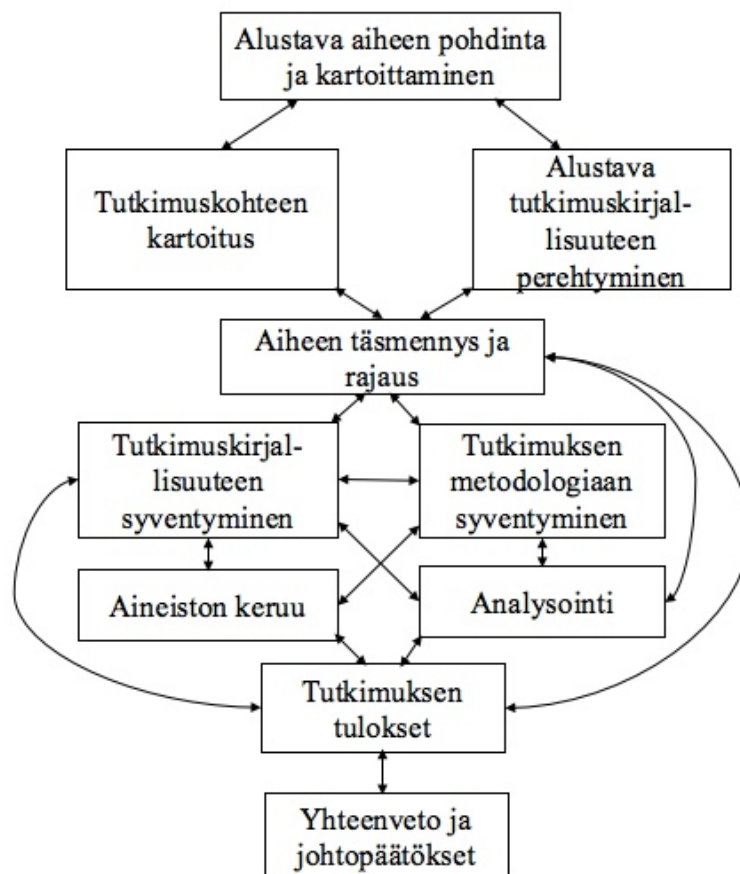 Alustava aiheen pohdinta
ja kartoittaminen
Tutkimuskohteen
kartoitus
Alustava
tutkimuskirjal-
lisuuteen
perehtyminen
Aiheen täsmennys ja
rajaus
Tutkimuskirjal-
lisuuteen
syventyminen
Tutkimuksen
metodologiaan
syventyminen
Aineiston keruu
Analysointi
Tutkimuksen
tulokset
Yhteenveto ja
johtopäätökset